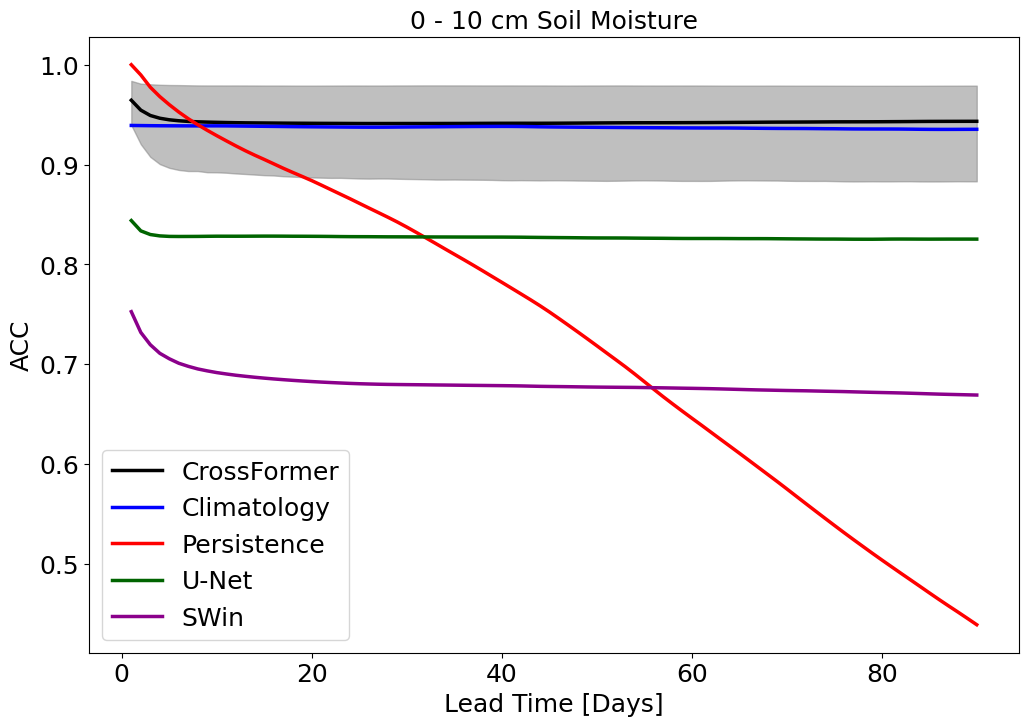 0 - 10 cm Soil Moisture
ACC
1.0
0.9
0.8
0.7
0.6
0.5
CrossFormer
Climatology
Persistence
U-Net
SWin
0 20 40 60 80
Lead Time [Days]